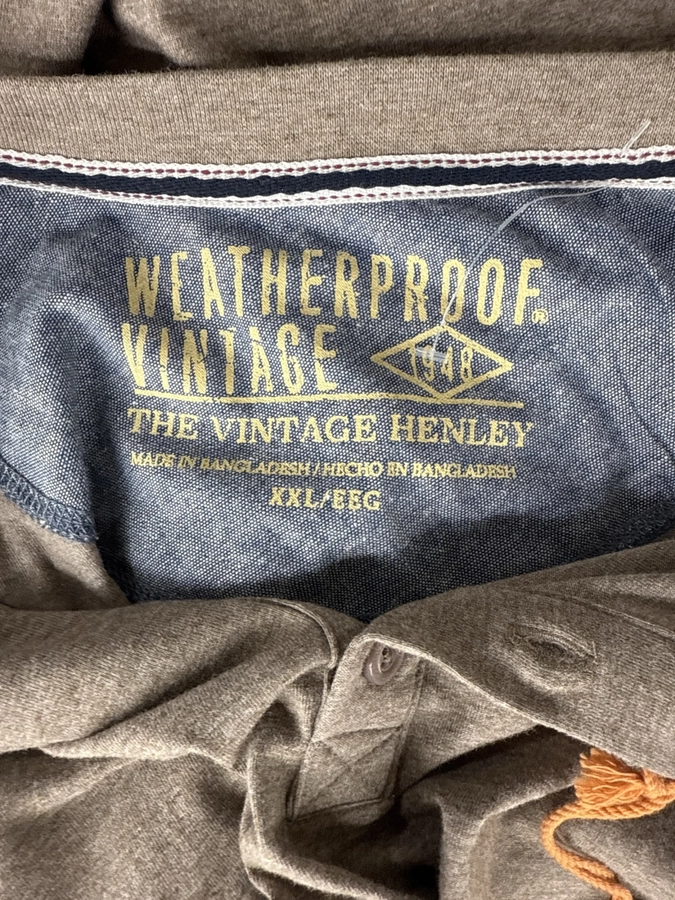 WEATHERPROOF®
VINTAGE 1948
THE VINTAGE HENLEY
MADE IN BANGLADESH / HECHO EN BANGLADESH
XXL/EEG